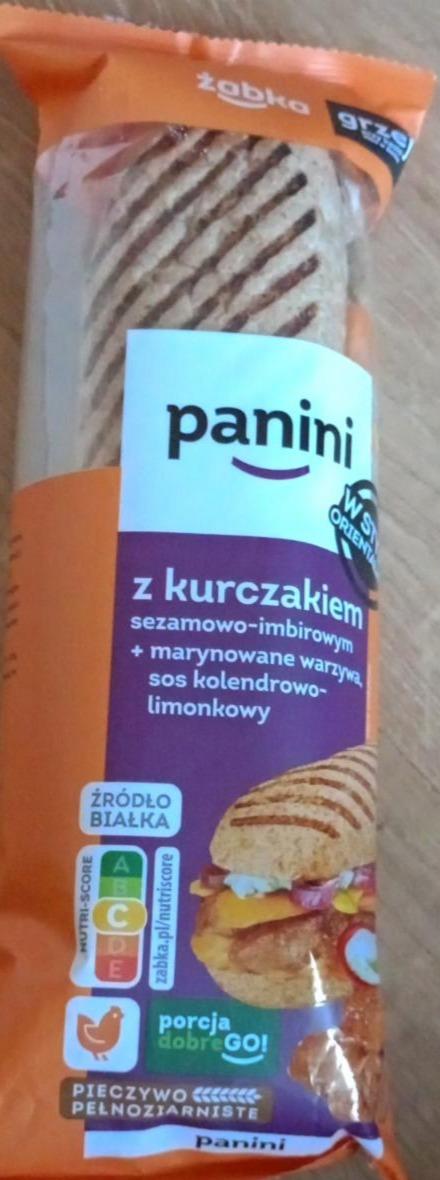 żabka
panini
z kurczakiem
sezamowo-imbirowym
+ marynowane warzywa,
sos kolendrowo-
limonkowy
ŹRÓDŁO
BIAŁKA
NUTRI-SCORE
A
B
C
D
E
zabka.pl/nutriscore
porcja
dobreGO!
PIECZYWO
PEŁNOZIARNISTE
panini